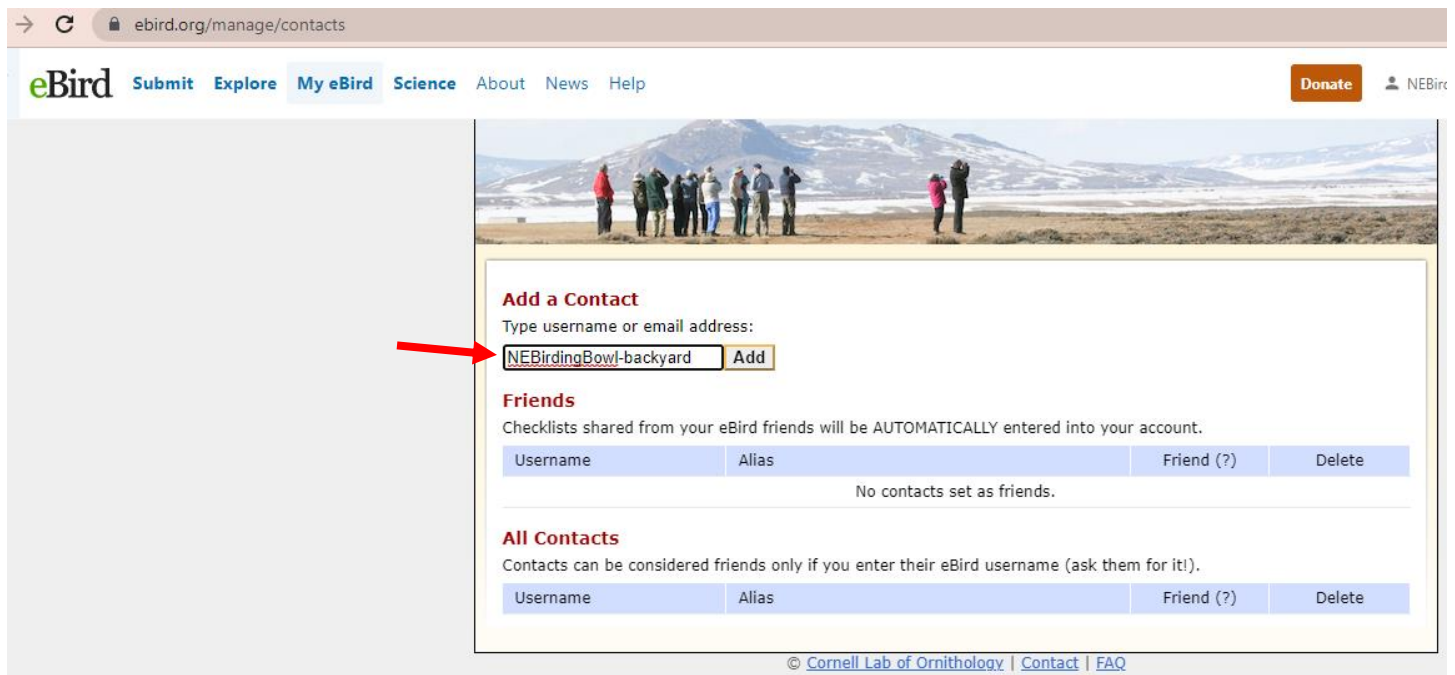 ebird.org/manage/contacts
eBird Submit Explore My eBird Science About News Help Donate NEBird
Add a Contact
Type username or email address:
NEBirdingBowl-backyard Add
Friends
Checklists shared from your eBird friends will be AUTOMATICALLY entered into your account.
Username Alias Friend (?) Delete
No contacts set as friends.
All Contacts
Contacts can be considered friends only if you enter their eBird username (ask them for it!).
Username Alias Friend (?) Delete
© Cornell Lab of Ornithology | Contact | FAQ